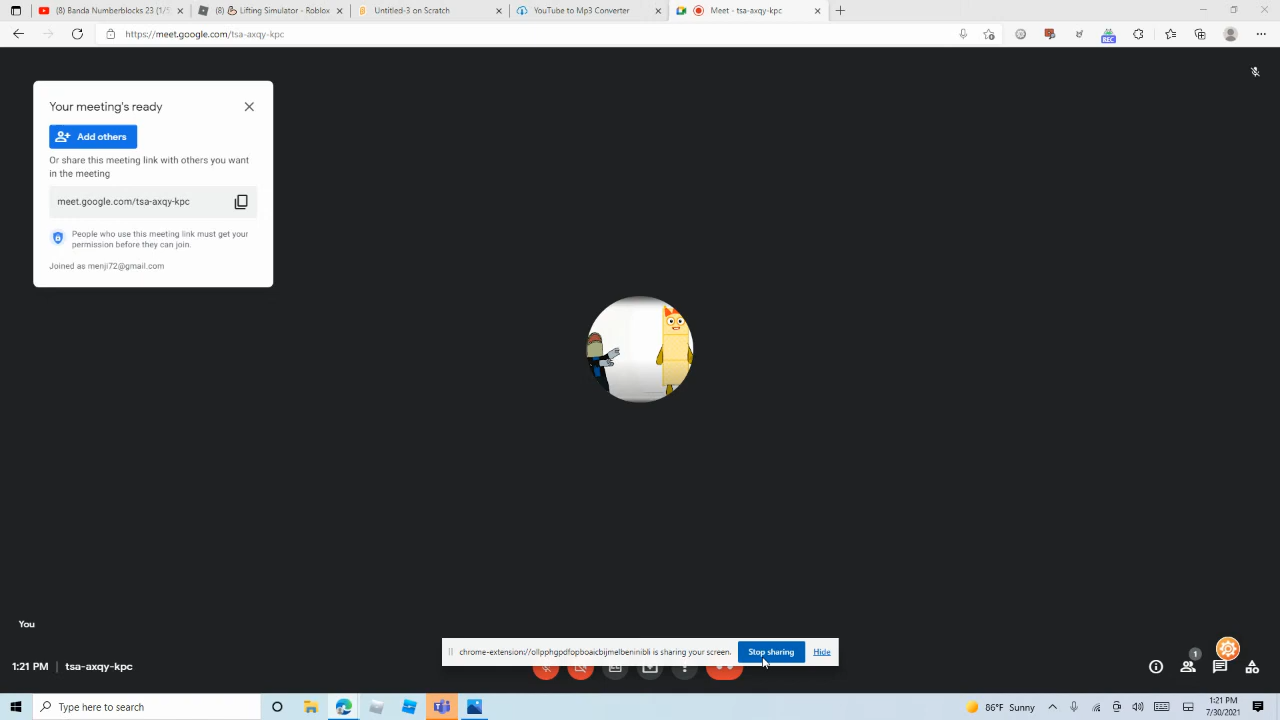 (8) Banda Numberblocks 23 (1/5
(8) Lifting Simulator - Roblox
Untitled-3 on Scratch
YouTube to Mp3 Converter
Meet - tsa-axqy-kpc
https://meet.google.com/tsa-axqy-kpc
REC
Your meeting's ready
Add others
Or share this meeting link with others you want
in the meeting
meet.google.com/tsa-axqy-kpc
People who use this meeting link must get your
permission before they can join.
Joined as menji72@gmail.com
You
chrome-extension://ollpphgpdfopboaicbijmelbeninibli is sharing your screen.
Stop sharing
Hide
1:21 PM | tsa-axqy-kpc
1
Type here to search
86°F Sunny
1:21 PM
7/30/2021